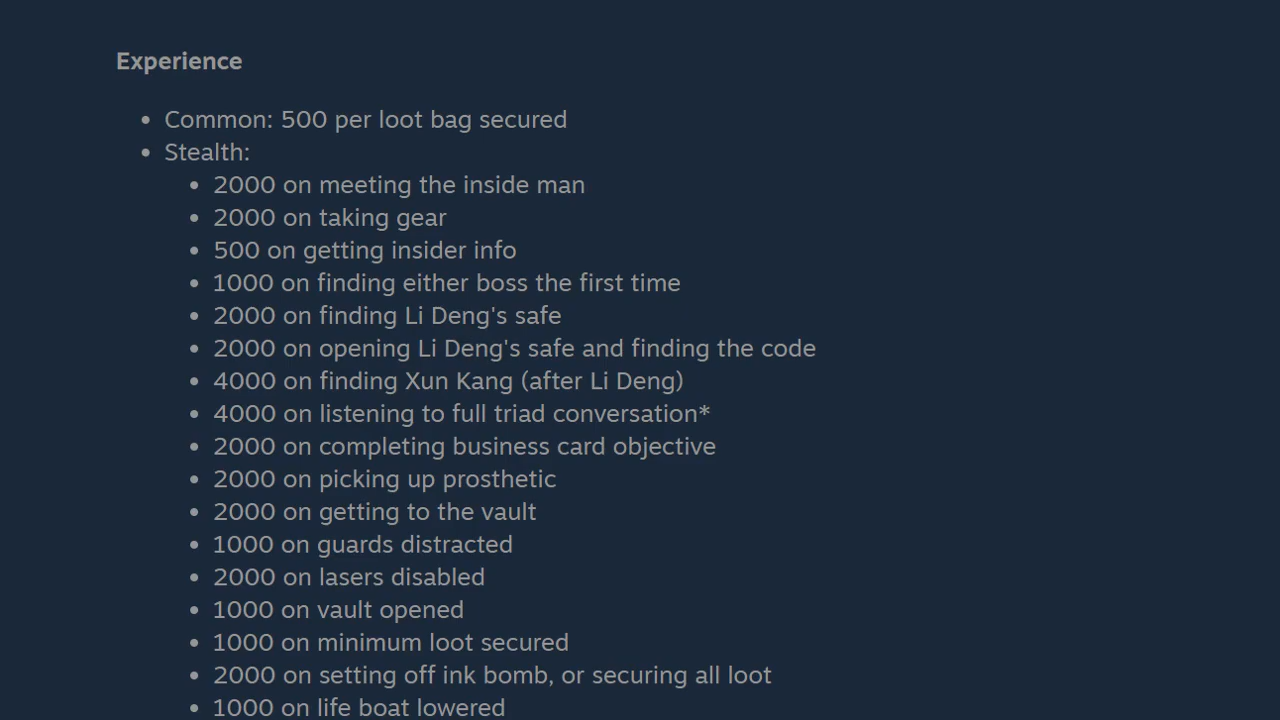 Experience
Common: 500 per loot bag secured
Stealth:
2000 on meeting the inside man
2000 on taking gear
500 on getting insider info
1000 on finding either boss the first time
2000 on finding Li Deng's safe
2000 on opening Li Deng's safe and finding the code
4000 on finding Xun Kang (after Li Deng)
4000 on listening to full triad conversation*
2000 on completing business card objective
2000 on picking up prosthetic
2000 on getting to the vault
1000 on guards distracted
2000 on lasers disabled
1000 on vault opened
1000 on minimum loot secured
2000 on setting off ink bomb, or securing all loot
1000 on life boat lowered